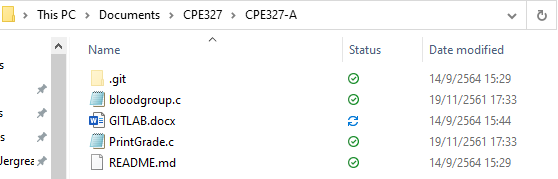 This PC > Documents > CPE327 > CPE327-A
Name Status Date modified
.git 14/9/2564 15:29
bloodgroup.c 19/11/2561 17:33
GITLAB.docx 14/9/2564 15:44
PrintGrade.c 19/11/2561 17:33
README.md 14/9/2564 15:29